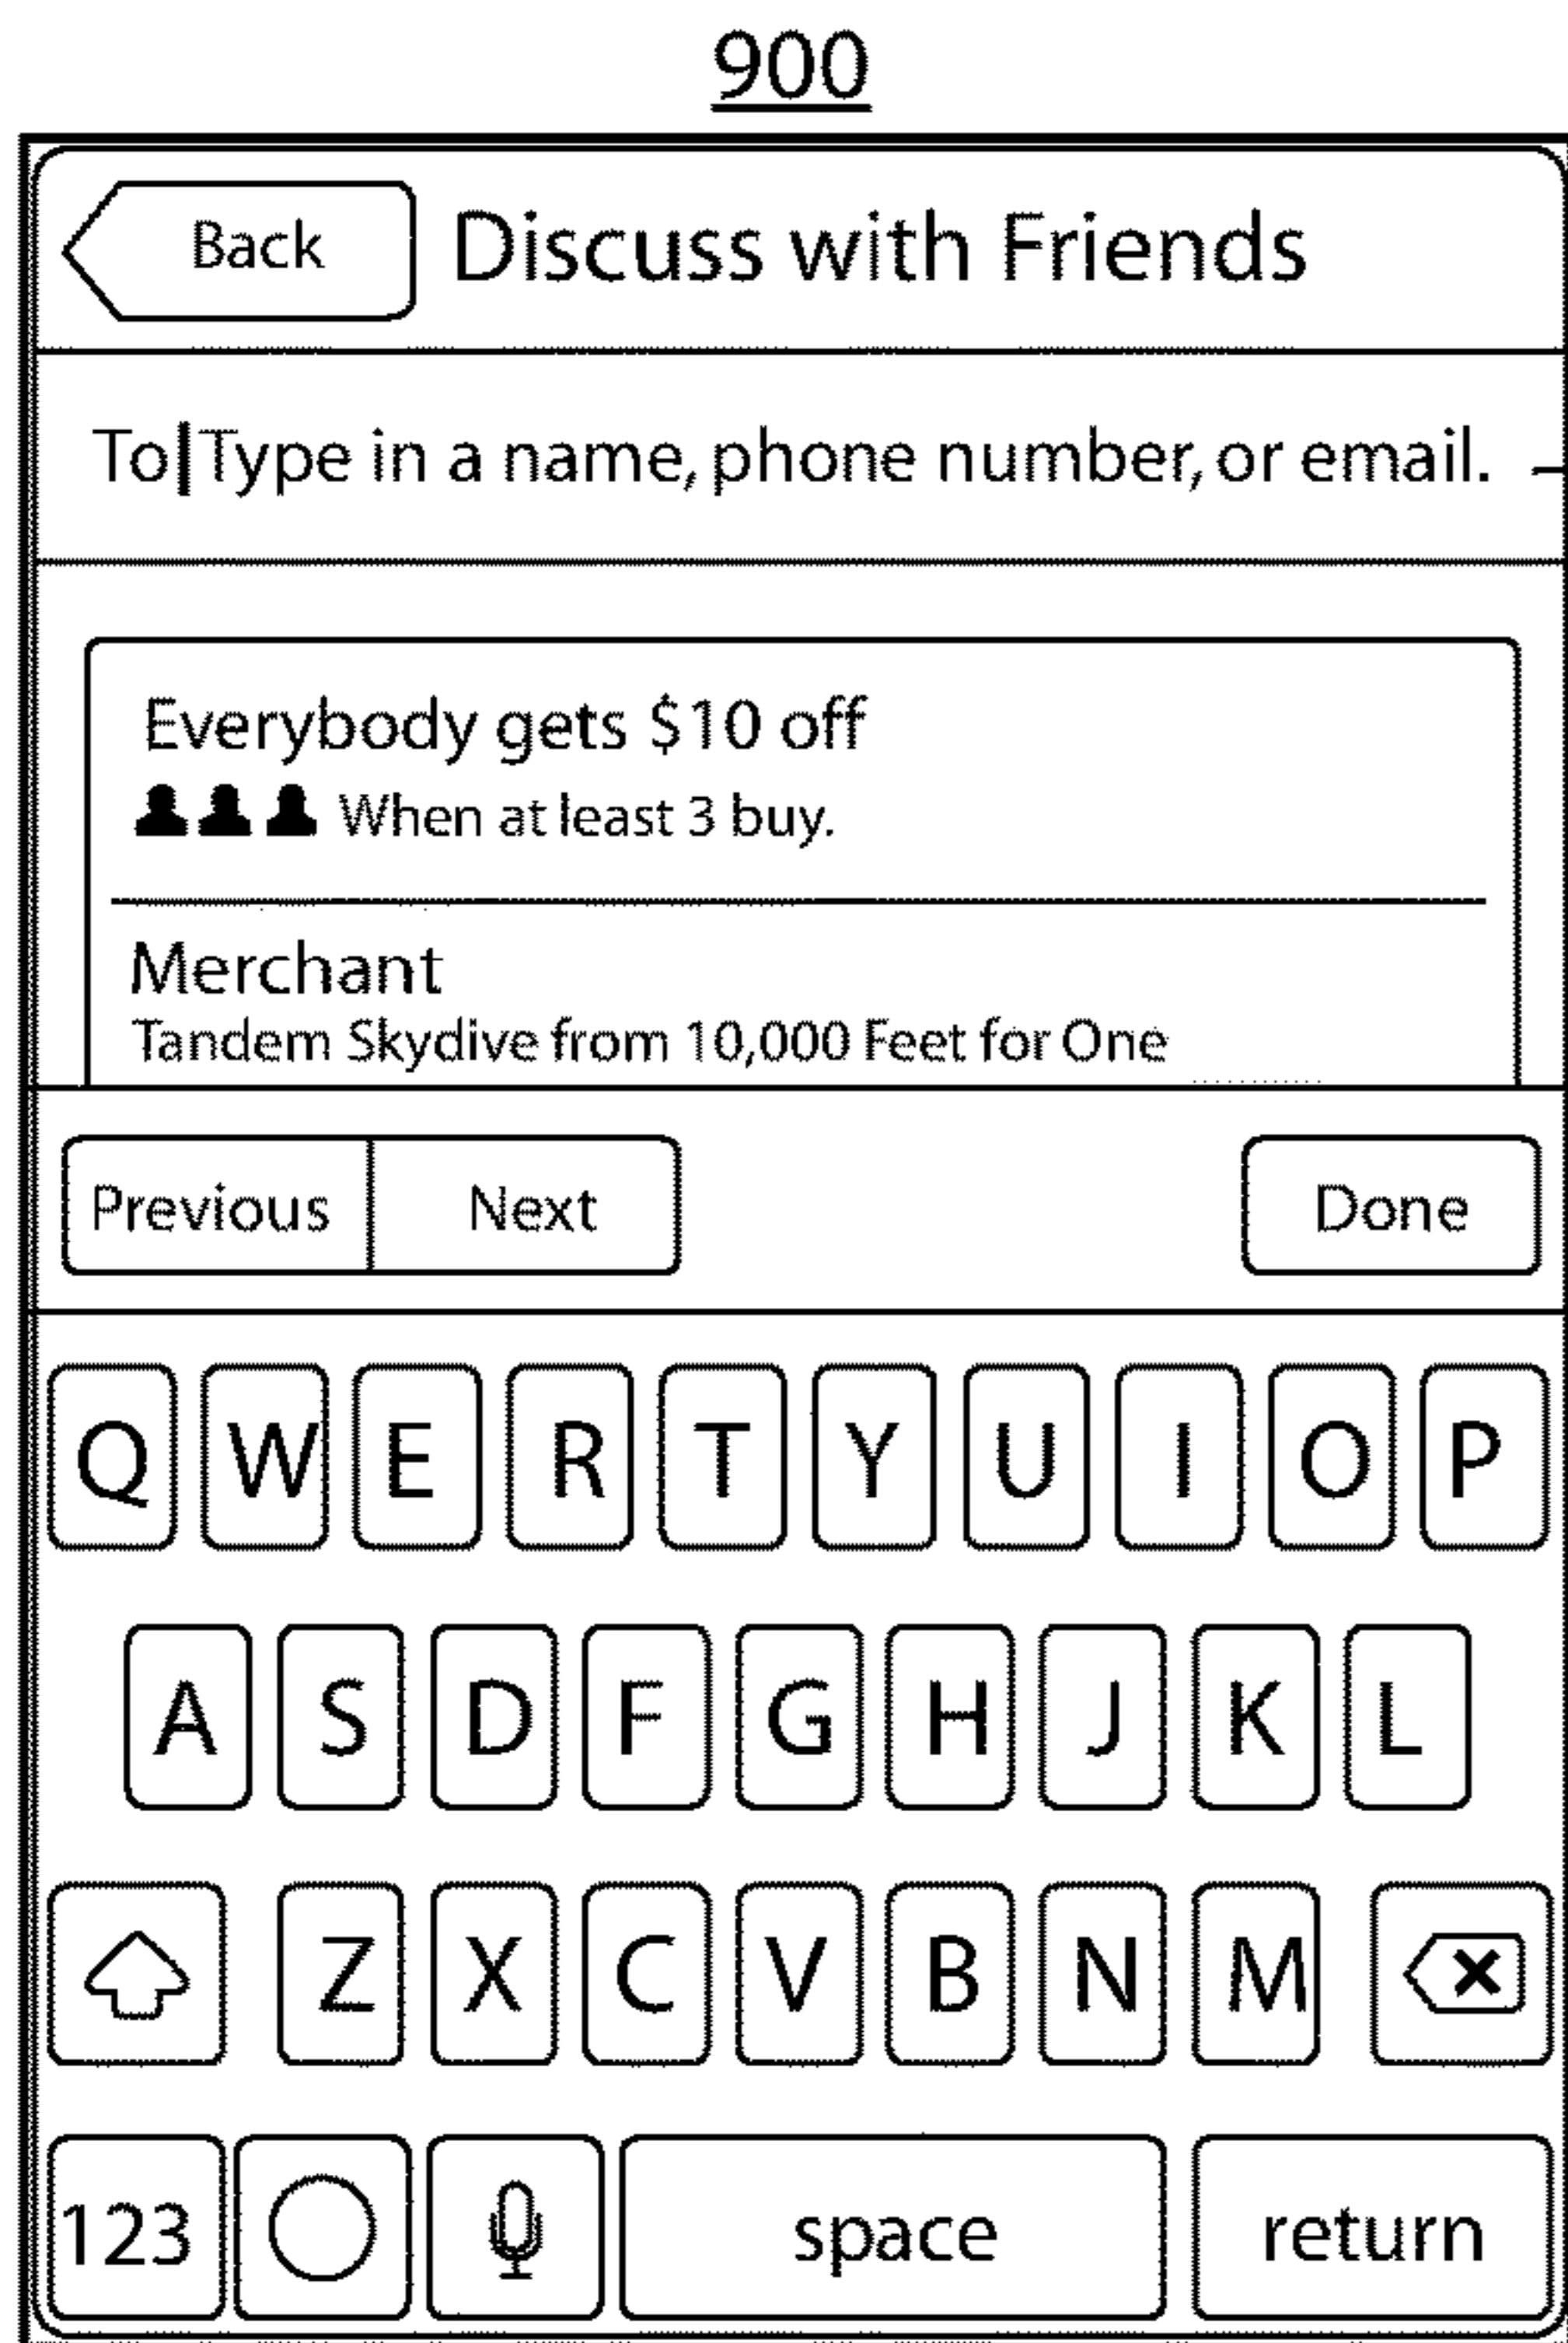 900
Back Discuss with Friends
To Type in a name, phone number, or email.
Everybody gets $10 off
When at least 3 buy.
Merchant
Tandem Skydive from 10,000 Feet for One
Previous Next Done
Q W E R T Y U I O P
A S D F G H J K L
Z X C V B N M
123 space return